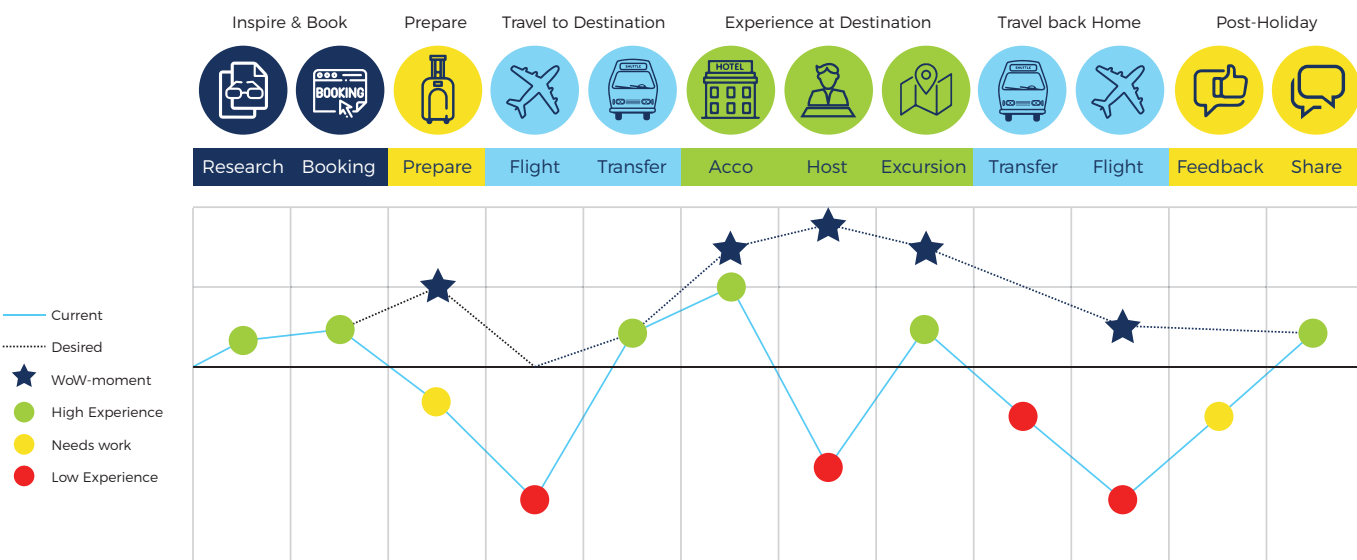 Inspire & Book
Prepare
Travel to Destination
Experience at Destination
Travel back Home
Post-Holiday
BOOKING
SHUTTLE
HOTEL
SHUTTLE
Research
Booking
Prepare
Flight
Transfer
Acco
Host
Excursion
Transfer
Flight
Feedback
Share
Current
Desired
WoW-moment
High Experience
Needs work
Low Experience